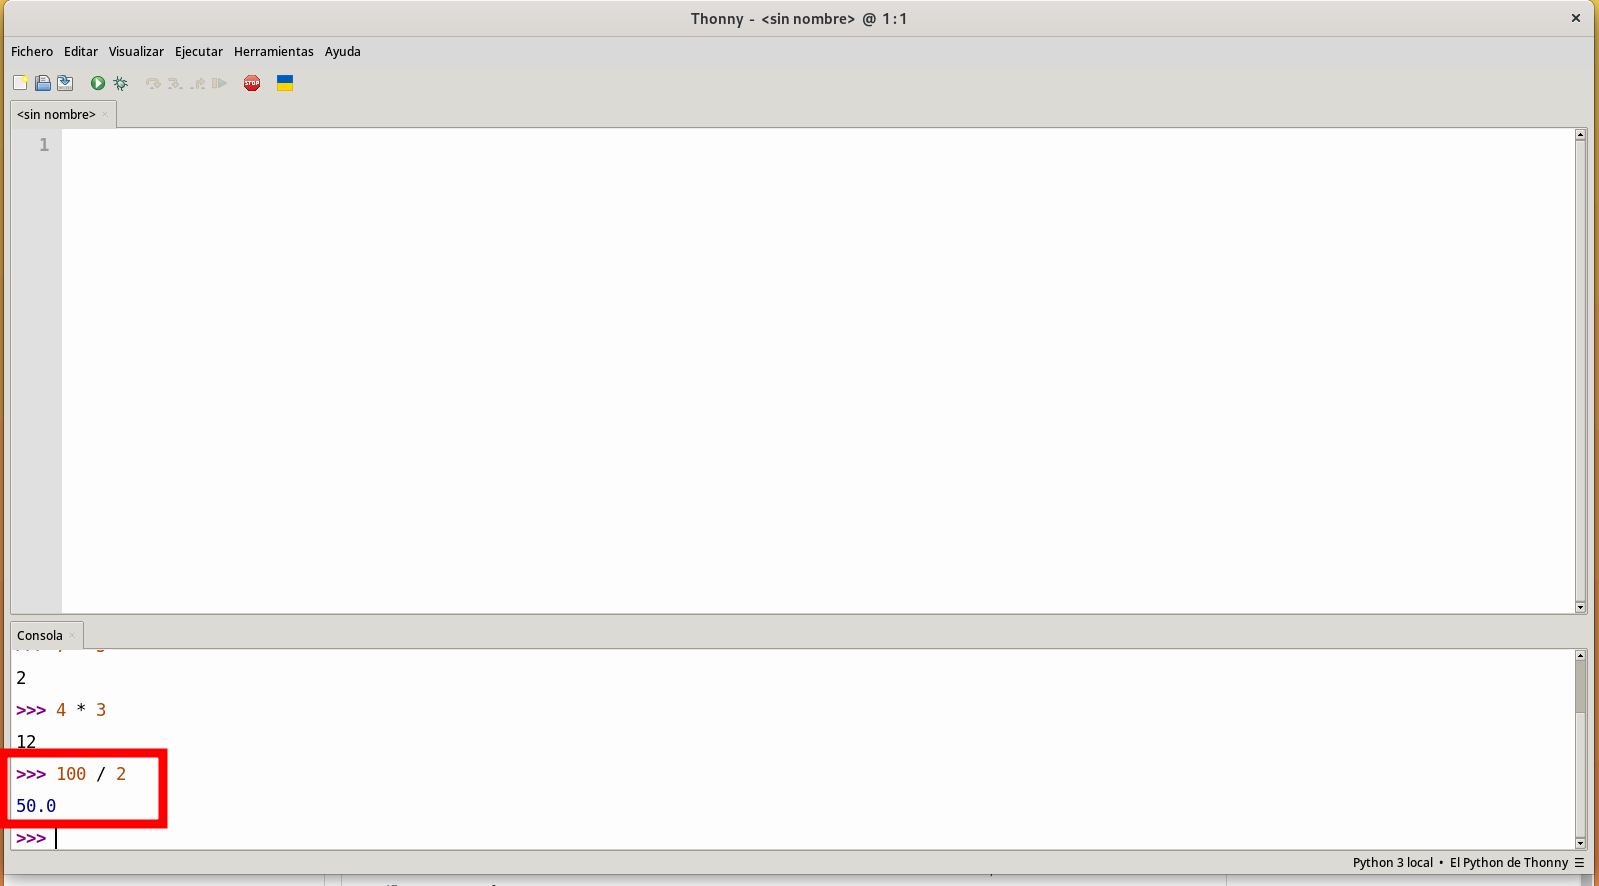 Thonny - <sin nombre> @ 1:1
Fichero Editar Visualizar Ejecutar Herramientas Ayuda
STOP
<sin nombre>
1
Consola
2
>>> 4 * 3
12
>>> 100 / 2
50.0
>>>
Python 3 local • El Python de Thonny